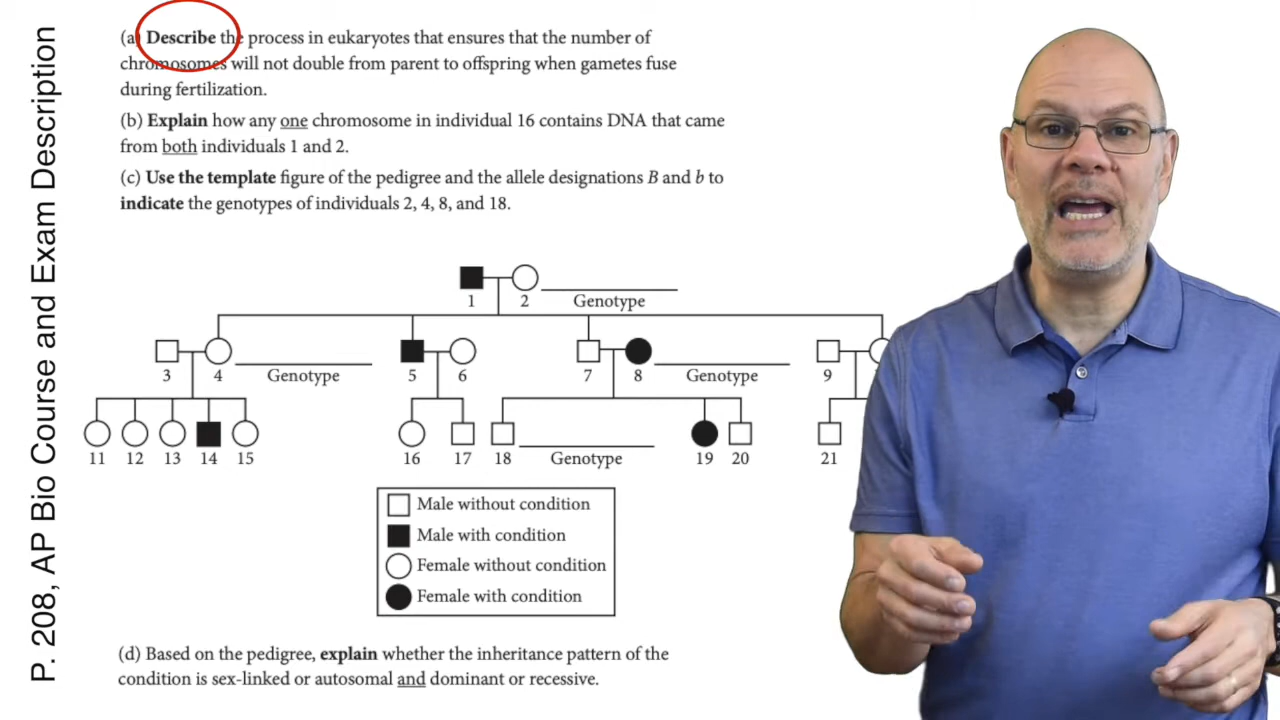 P. 208, AP Bio Course and Exam Description
(a) Describe the process in eukaryotes that ensures that the number of
chromosomes will not double from parent to offspring when gametes fuse
during fertilization.
(b) Explain how any one chromosome in individual 16 contains DNA that came
from both individuals 1 and 2.
(c) Use the template figure of the pedigree and the allele designations B and b to
indicate the genotypes of individuals 2, 4, 8, and 18.
1 2 Genotype
3 4 Genotype 5 6 7 8 Genotype 9
11 12 13 14 15 16 17 18 Genotype 19 20 21
Male without condition
Male with condition
Female without condition
Female with condition
(d) Based on the pedigree, explain whether the inheritance pattern of the
condition is sex-linked or autosomal and dominant or recessive.